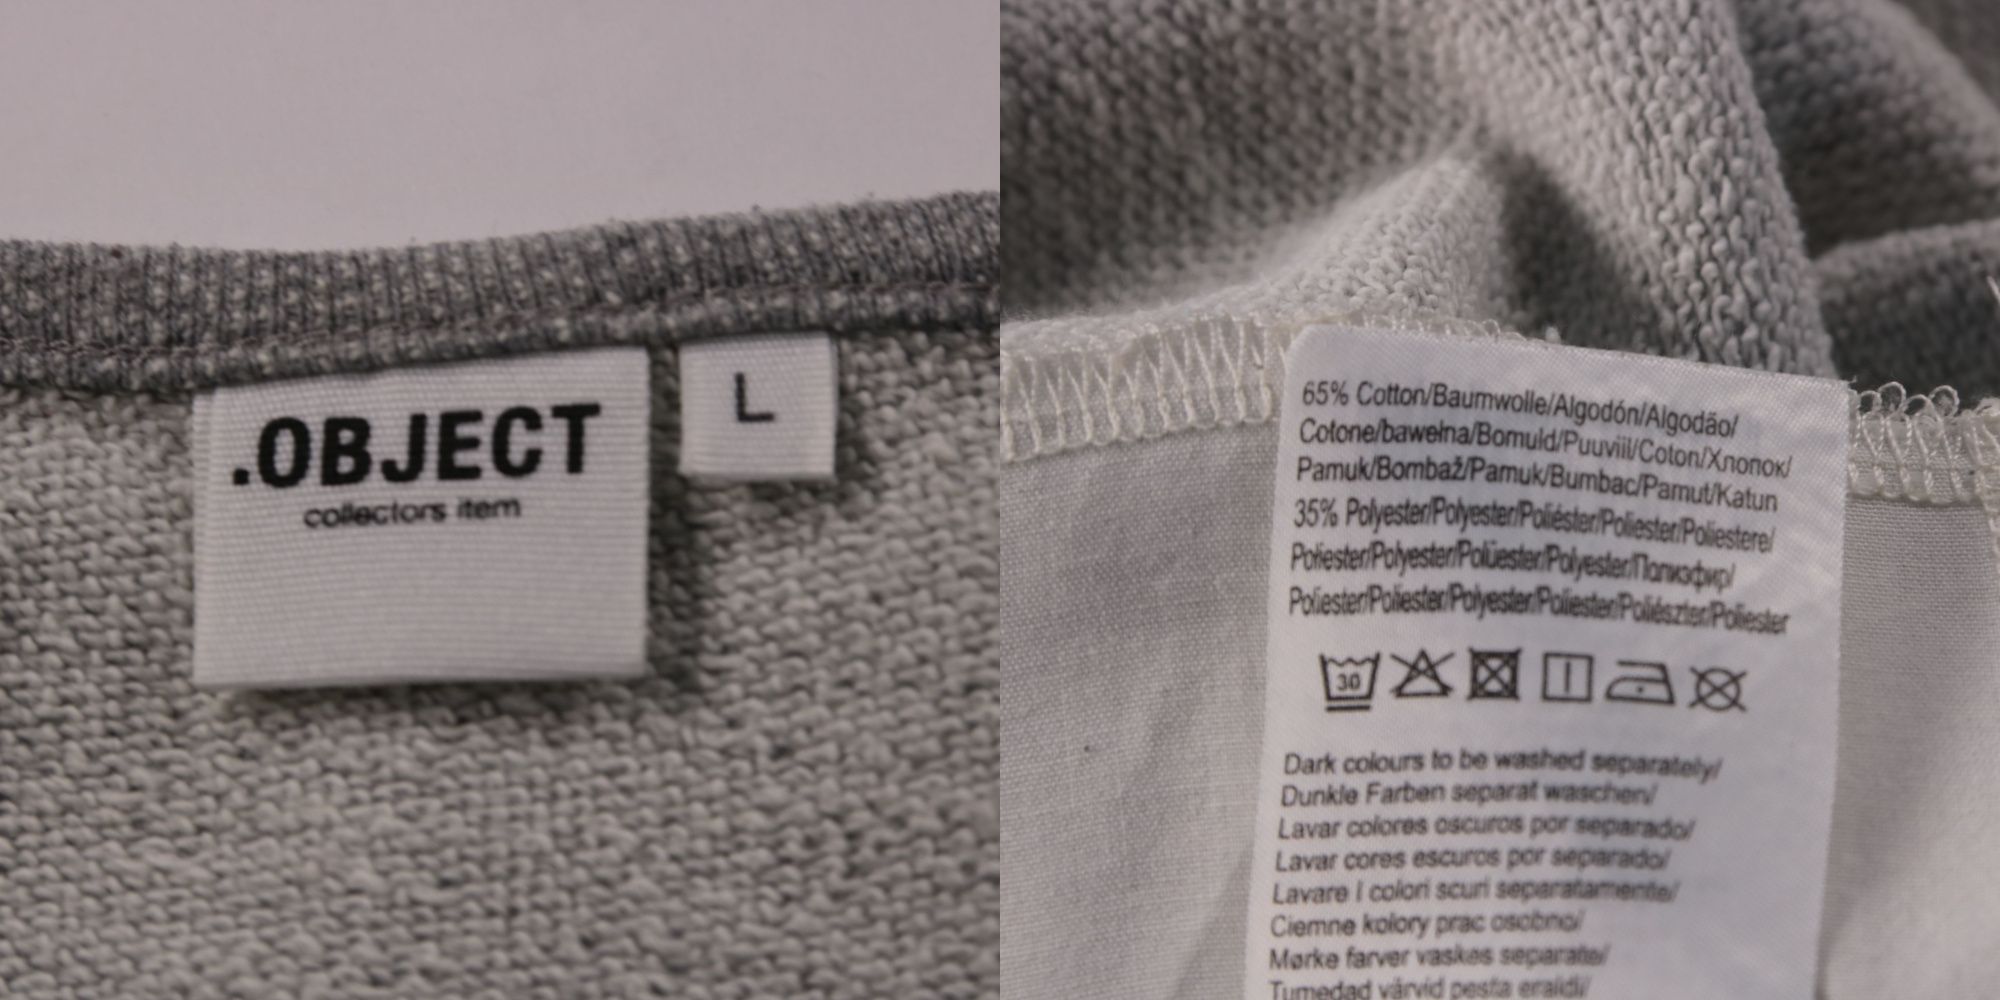 .OBJECT
collectors item
L
65% Cotton/Baumwolle/Algodón/Algodão/
Cotone/bawełna/Bomuld/Puuviil/Coton/Хлопок/
Pamuk/Bombaž/Pamuk/Bumbac/Pamut/Katun
35% Polyester/Polyester/Poliéster/Poliester/Poliestere/
Poliester/Polyester/Polüester/Polyester/Полиэфир/
Poliester/Poliester/Polyester/Poliester/Poliészter/Poliester
30
Dark colours to be washed separately/
Dunkle Farben separat waschen/
Lavar colores oscuros por separado/
Lavar cores escuros por separado/
Lavare I colori scuri separatamente/
Ciemne kolory prac osobno/
Mørke farver vaskes separate/
Tumedad värvid pesta eraldi/